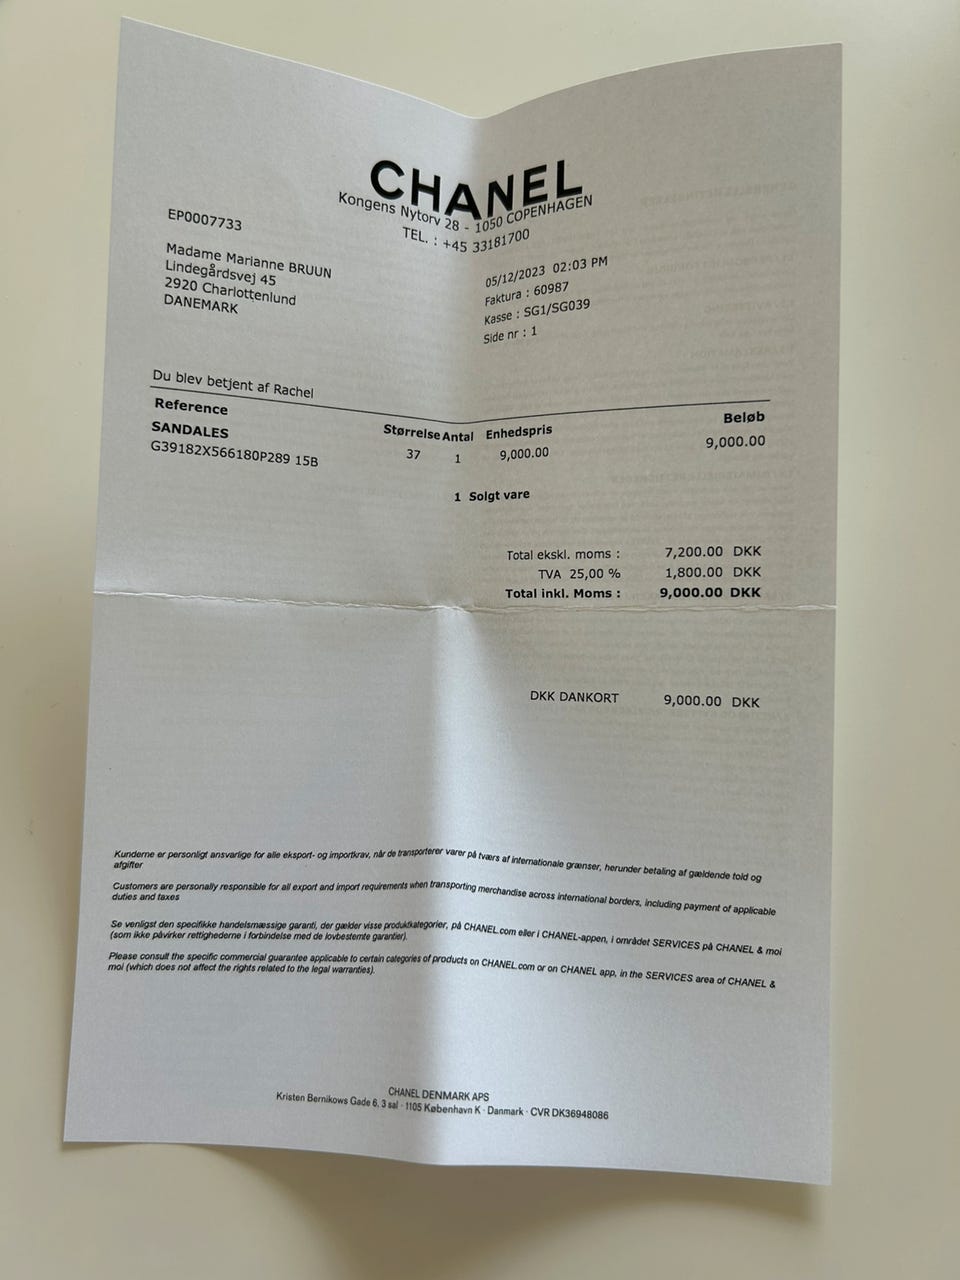 CHANEL
Kongens Nytorv 28 - 1050 COPENHAGEN
TEL. : +45 33181700
EP0007733
Madame Marianne BRUUN
Lindegårdsvej 45
2920 Charlottenlund
DANEMARK
05/12/2023 02:03 PM
Faktura : 60987
Kasse : SG1/SG039
Side nr : 1
Du blev betjent af Rachel
Reference Størrelse Antal Enhedspris Beløb
SANDALES
G39182X566180P289 15B 37 1 9,000.00 9,000.00
1 Solgt vare
Total ekskl. moms : 7,200.00 DKK
TVA 25,00 % 1,800.00 DKK
Total inkl. Moms : 9,000.00 DKK
DKK DANKORT 9,000.00 DKK
Kunderne er personligt ansvarlige for alle eksport- og importkrav, når de transporterer varer på tværs af internationale grænser, herunder betaling af gældende told og
afgifter
Customers are personally responsible for all export and import requirements when transporting merchandise across international borders, including payment of applicable
duties and taxes
Se venligst den specifikke handelsmæssige garanti, der gælder visse produktkategorier, på CHANEL.com eller i CHANEL-appen, i området SERVICES på CHANEL & moi
(som ikke påvirker rettighederne i forbindelse med de lovbestemte garantier).
Please consult the specific commercial guarantee applicable to certain categories of products on CHANEL.com or on CHANEL app, in the SERVICES area of CHANEL &
moi (which does not affect the rights related to the legal warranties).
CHANEL DENMARK APS
Kristen Bernikows Gade 6, 3 sal · 1105 København K · Danmark · CVR DK36948086